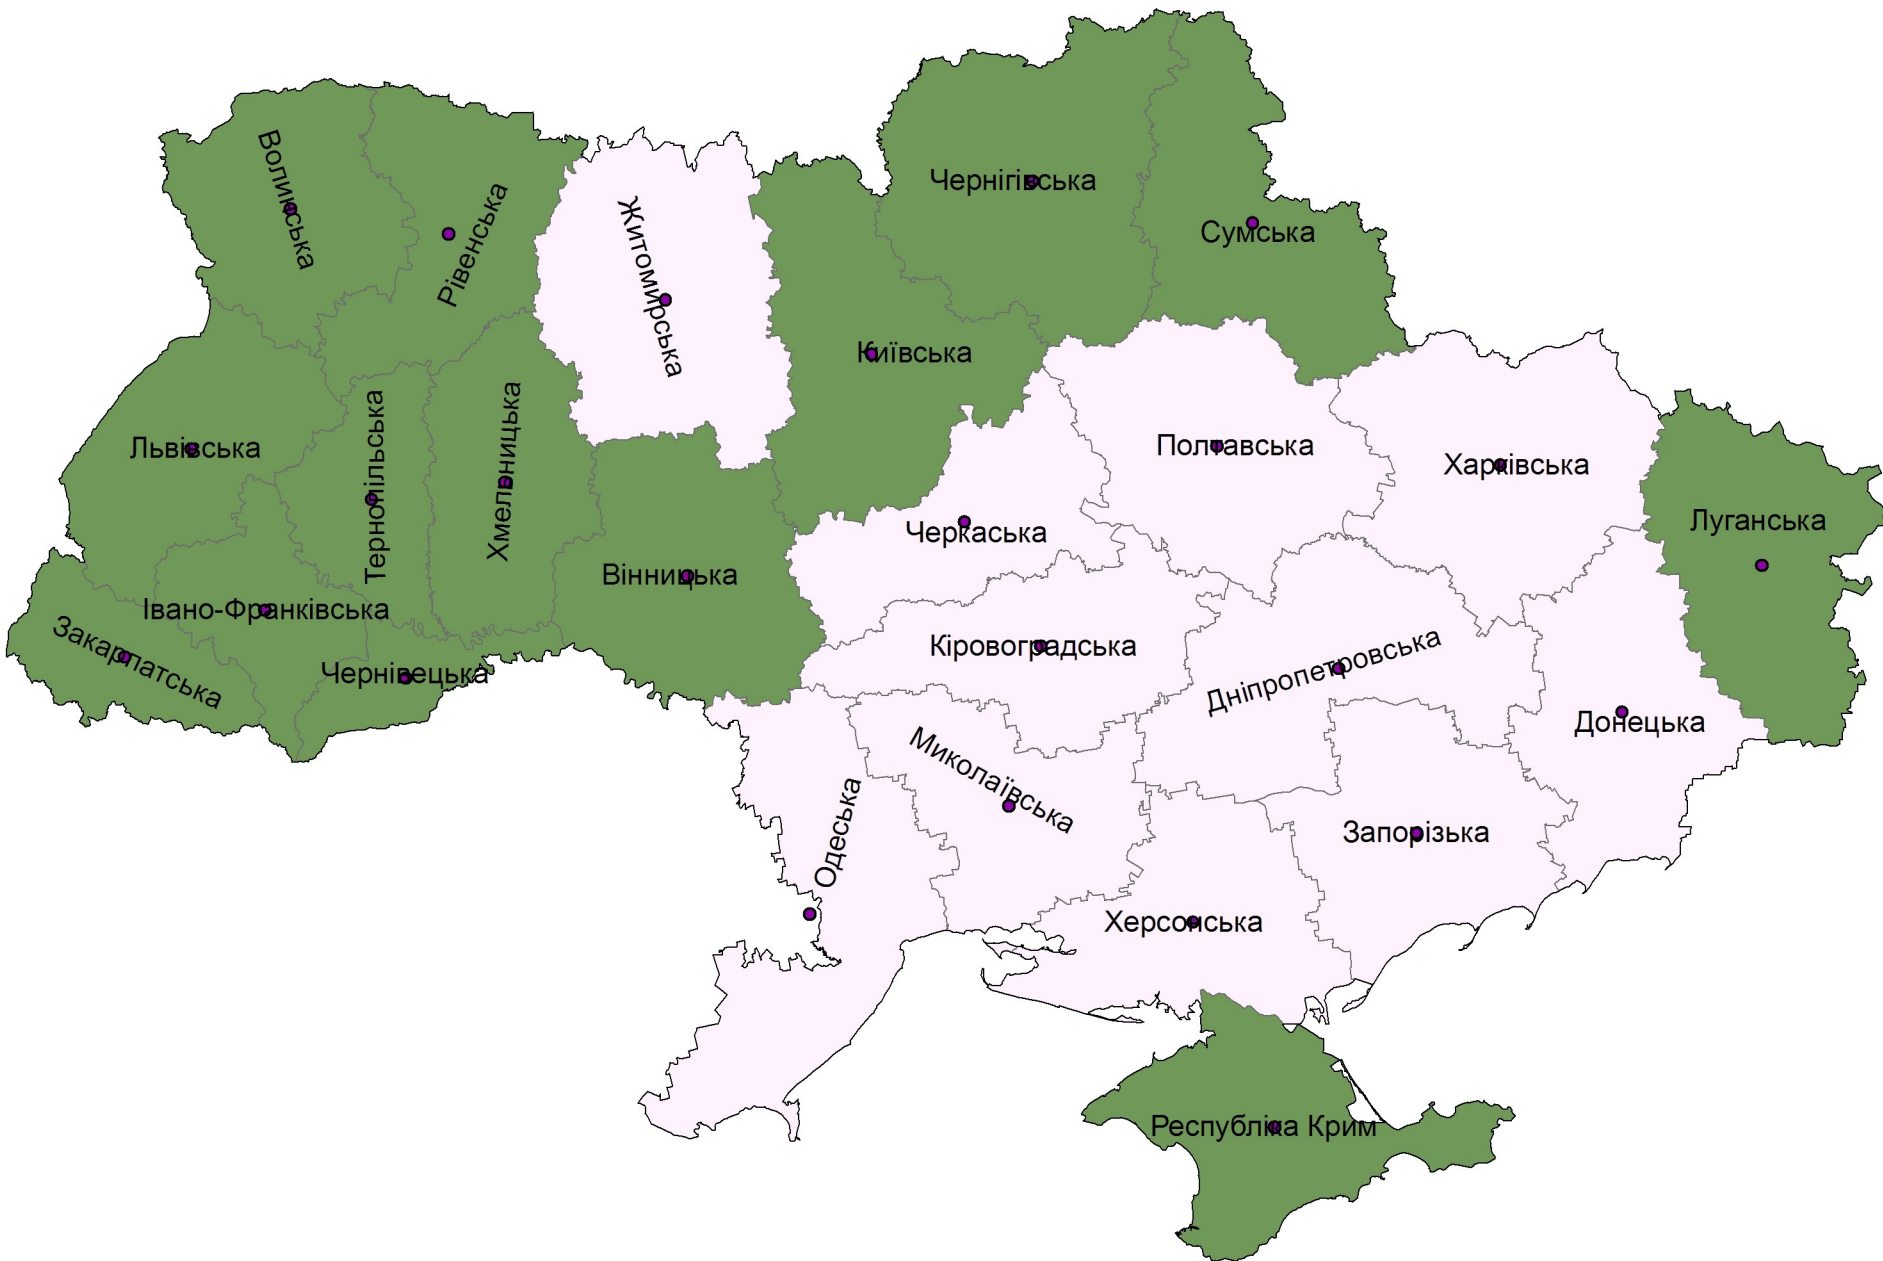 Волинська
Рівенська
Житомирська
Чернігівська
Сумська
Київська
Львівська
Тернопільська
Хмельницька
Вінницька
Черкаська
Полтавська
Харківська
Луганська
Івано-Франківська
Закарпатська
Чернівецька
Кіровоградська
Дніпропетровська
Донецька
Миколаївська
Одеська
Запорізька
Херсонська
Республіка Крим